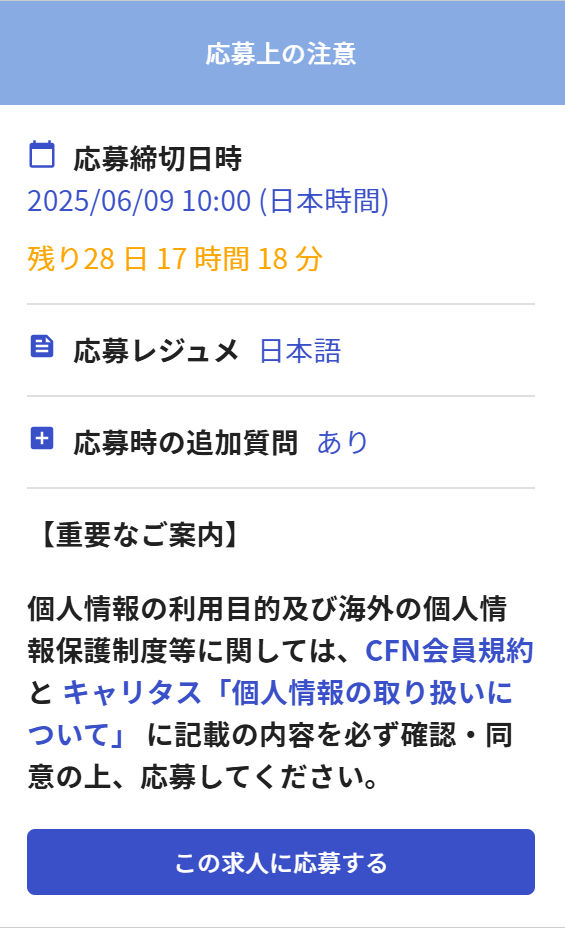 応募上の注意
応募締切日時
2025/06/09 10:00 (日本時間)
残り28 日 17 時間 18 分
応募レジュメ 日本語
応募時の追加質問 あり
【重要なご案内】
個人情報の利用目的及び海外の個人情
報保護制度等に関しては、CFN会員規約
と キャリタス「個人情報の取り扱いに
ついて」 に記載の内容を必ず確認・同
意の上、応募してください。
この求人に応募する